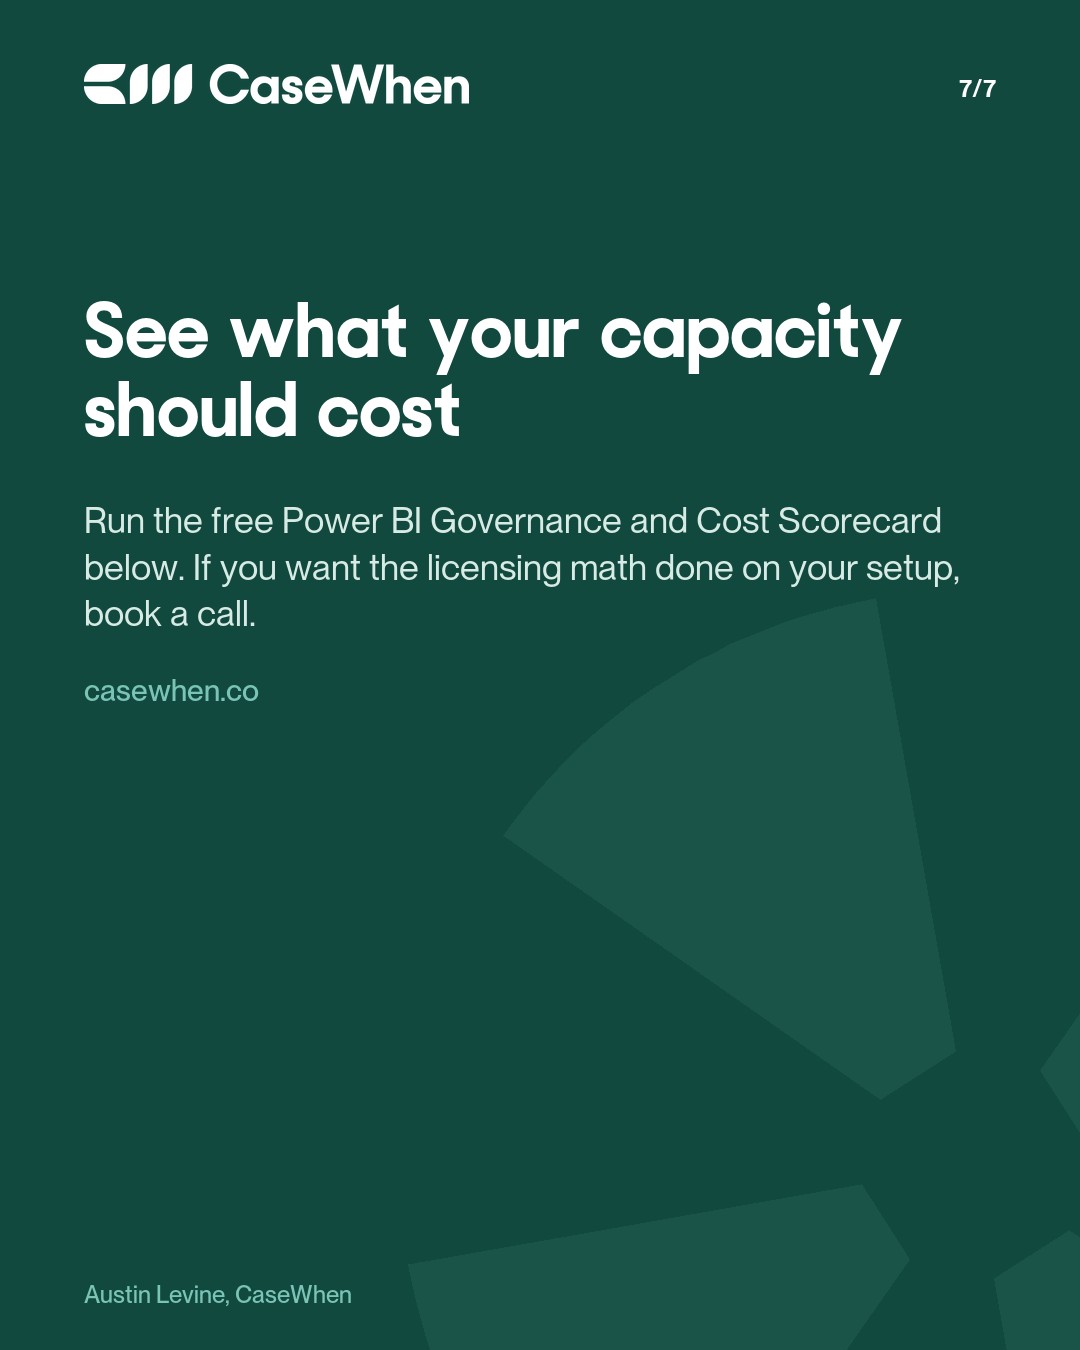 CaseWhen
7/7
See what your capacity
should cost
Run the free Power BI Governance and Cost Scorecard
below. If you want the licensing math done on your setup,
book a call.
casewhen.co
Austin Levine, CaseWhen